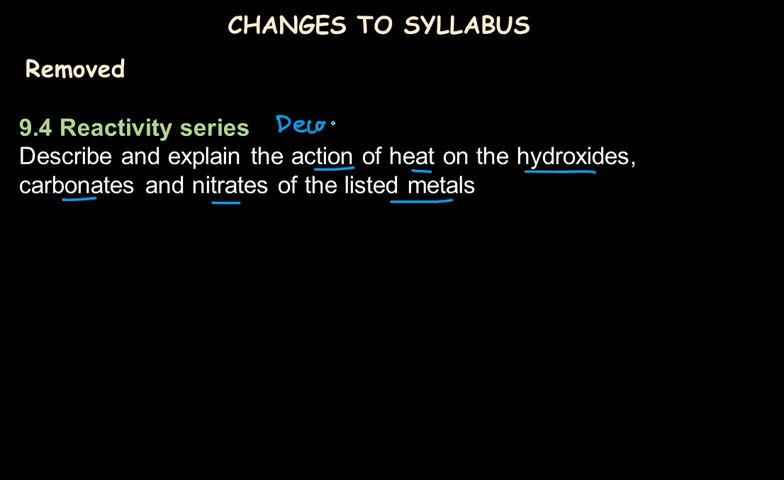 CHANGES TO SYLLABUS
Removed
9.4 Reactivity series Deco
Describe and explain the action of heat on the hydroxides,
carbonates and nitrates of the listed metals